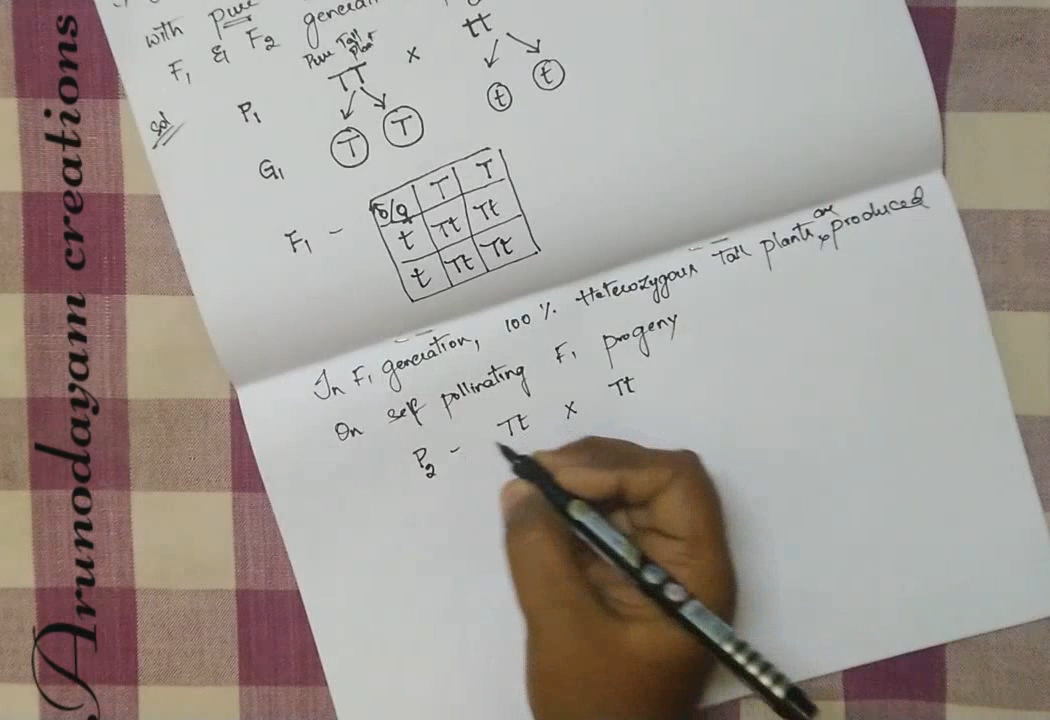 with Pure
F1 & F2
Pure Tall plant
Sol P1 TT x tt
G1 T T t t
F1 - ♂/♀ T T
t Tt Tt
t Tt Tt
In F1 generation, 100% Heterozygous Tall plants are produced
On self pollinating F1 progeny
P2 - Tt x Tt
Arunodayam creations